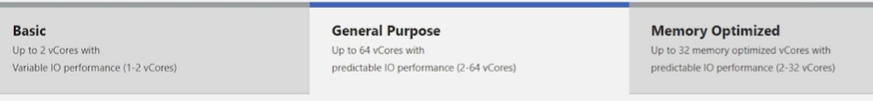 Basic
Up to 2 vCores with
Variable IO performance (1-2 vCores)
General Purpose
Up to 64 vCores with
predictable IO performance (2-64 vCores)
Memory Optimized
Up to 32 memory optimized vCores with
predictable IO performance (2-32 vCores)